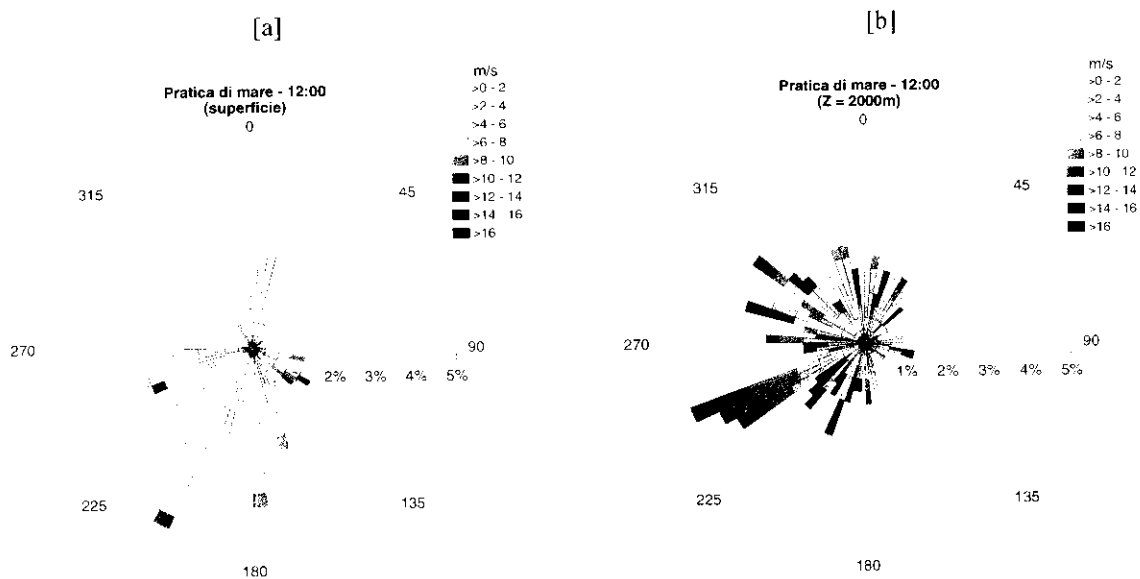 [a]
Pratica di mare - 12:00
(superficie)
m/s
>0 - 2
>2 - 4
>4 - 6
>6 - 8
>8 - 10
>10 - 12
>12 - 14
>14 16
>16
0
45
90
135
180
225
270
315
2% 3% 4% 5%
[b]
Pratica di mare - 12:00
(Z = 2000m)
m/s
>0 - 2
>2 - 4
>4 - 6
>6 - 8
>8 - 10
>10 - 12
>12 - 14
>14 - 16
>16
0
45
90
135
180
225
270
315
1% 2% 3% 4% 5%